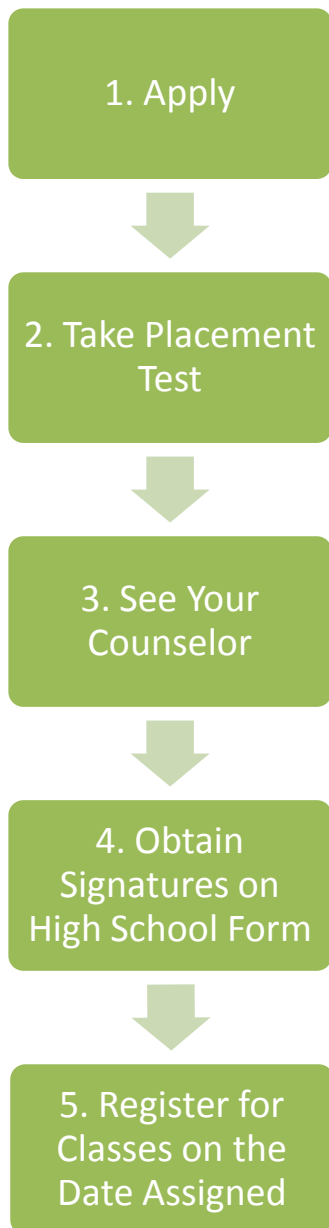 1. Apply
2. Take Placement
Test
3. See Your
Counselor
4. Obtain
Signatures on
High School Form
5. Register for
Classes on the
Date Assigned